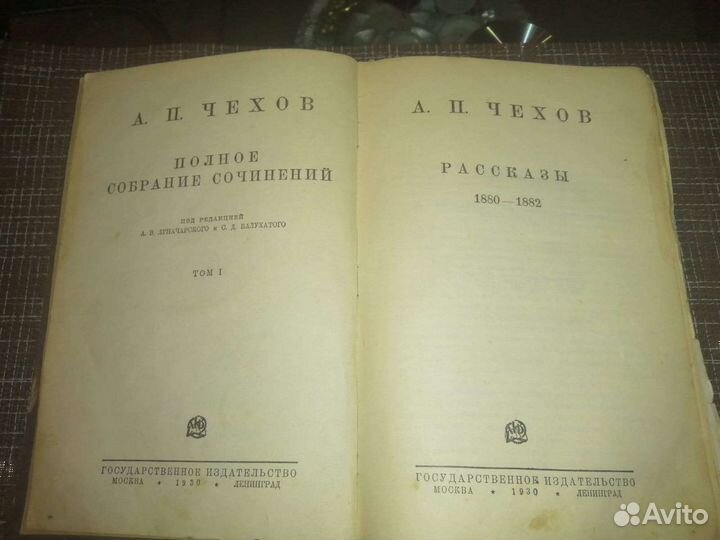 А. П. ЧЕХОВ
ПОЛНОЕ
СОБРАНИЕ СОЧИНЕНИЙ
ПОД РЕДАКЦИЕЙ
А. В. ЛУНАЧАРСКОГО и С. Д. БАЛУХАТОГО
ТОМ I
ГОСУДАРСТВЕННОЕ ИЗДАТЕЛЬСТВО
МОСКВА * 1930 * ЛЕНИНГРАД
А. П. ЧЕХОВ
РАССКАЗЫ
1880—1882
ГОСУДАРСТВЕННОЕ ИЗДАТЕЛЬСТВО
МОСКВА * 1930 * ЛЕНИНГРАД
Avito